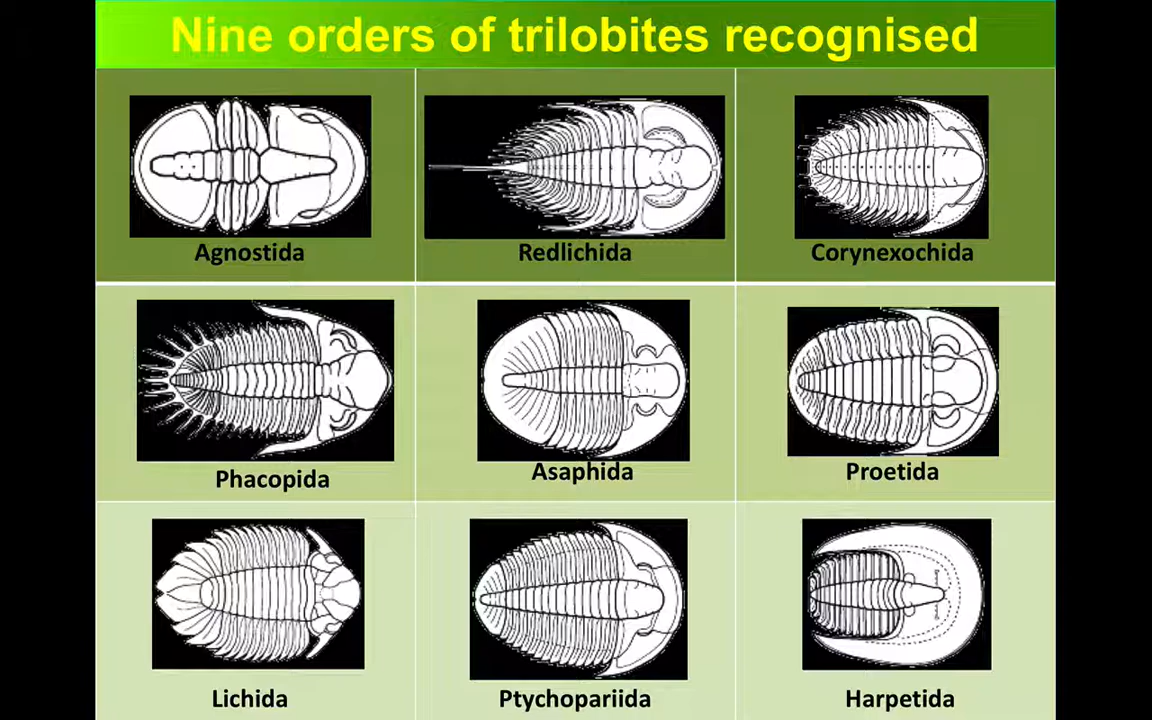 Nine orders of trilobites recognised
Agnostida
Redlichida
Corynexochida
Phacopida
Asaphida
Proetida
Lichida
Ptychopariida
Harpetida